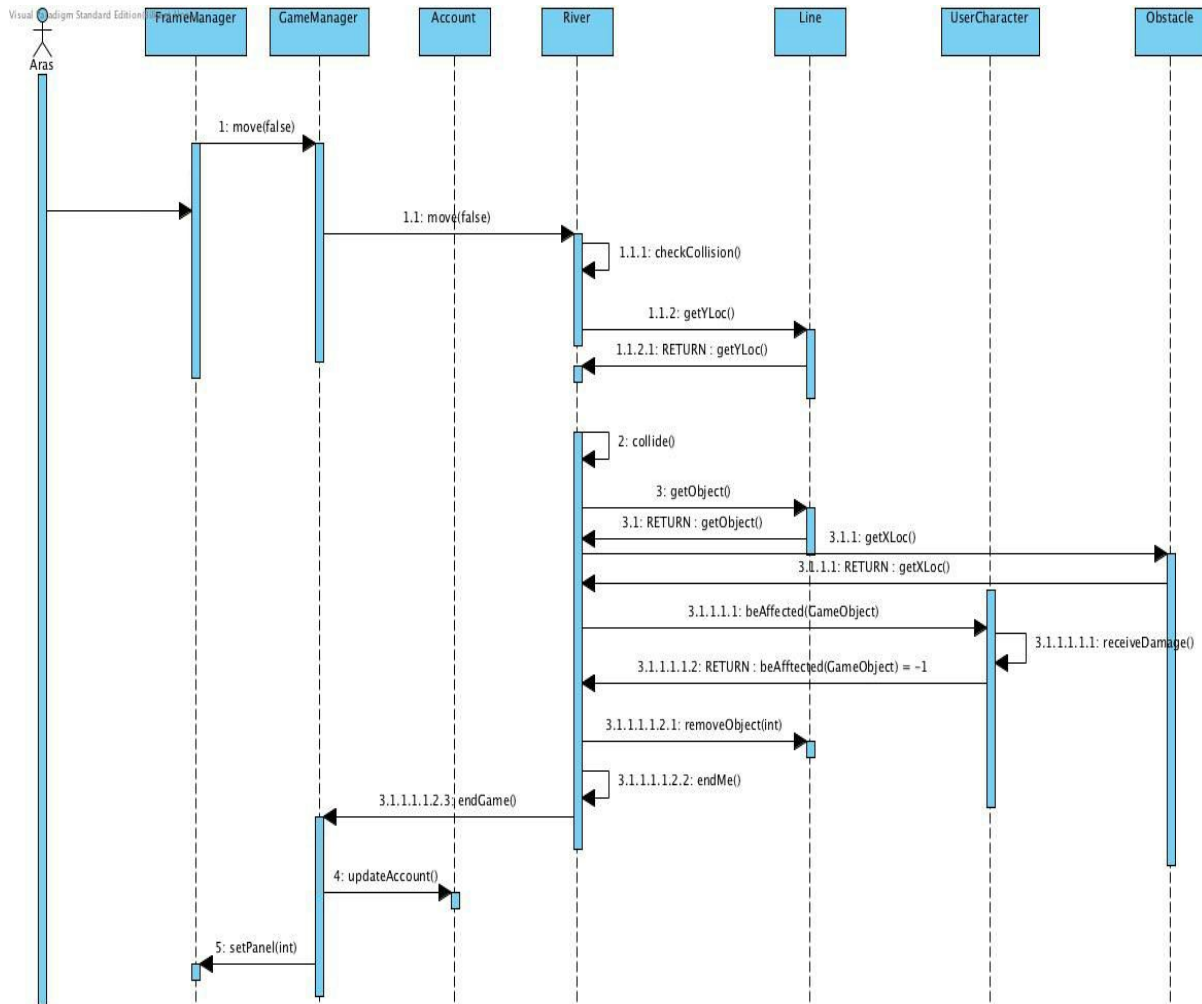 Visual Paradigm Standard Edition(
FrameManager
GameManager
Account
River
Line
UserCharacter
Obstacle
Aras
1: move(false)
1.1: move(false)
1.1.1: checkCollision()
1.1.2: getYLoc()
1.1.2.1: RETURN : getYLoc()
2: collide()
3: getObject()
3.1: RETURN : getObject()
3.1.1: getXLoc()
3.1.1.1: RETURN : getXLoc()
3.1.1.1.1: beAffected(GameObject)
3.1.1.1.1.1: receiveDamage()
3.1.1.1.1.2: RETURN : beAfftected(GameObject) = -1
3.1.1.1.1.2.1: removeObject(int)
3.1.1.1.1.2.2: endMe()
3.1.1.1.1.2.3: endGame()
4: updateAccount()
5: setPanel(int)